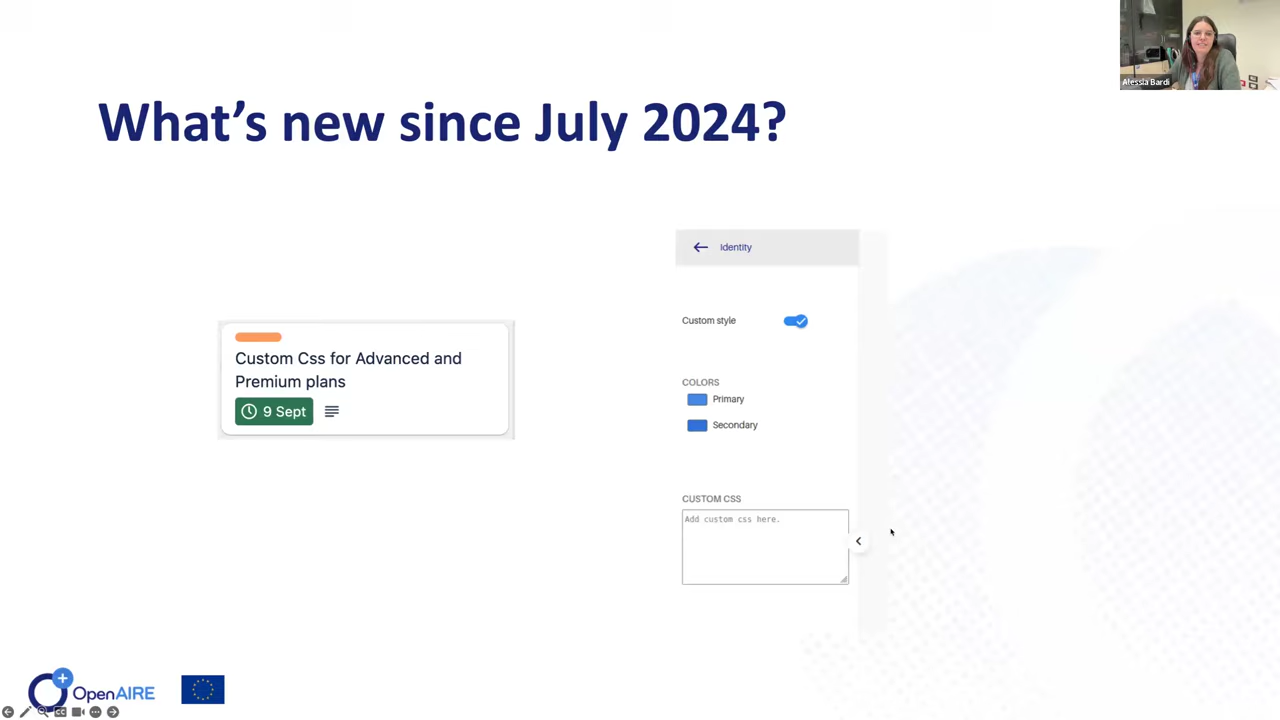 Alessia Bardi
What's new since July 2024?
Identity
Custom style
Custom Css for Advanced and
Premium plans
9 Sept
COLORS
Primary
Secondary
CUSTOM CSS
Add custom css here.
OpenAIRE
CC